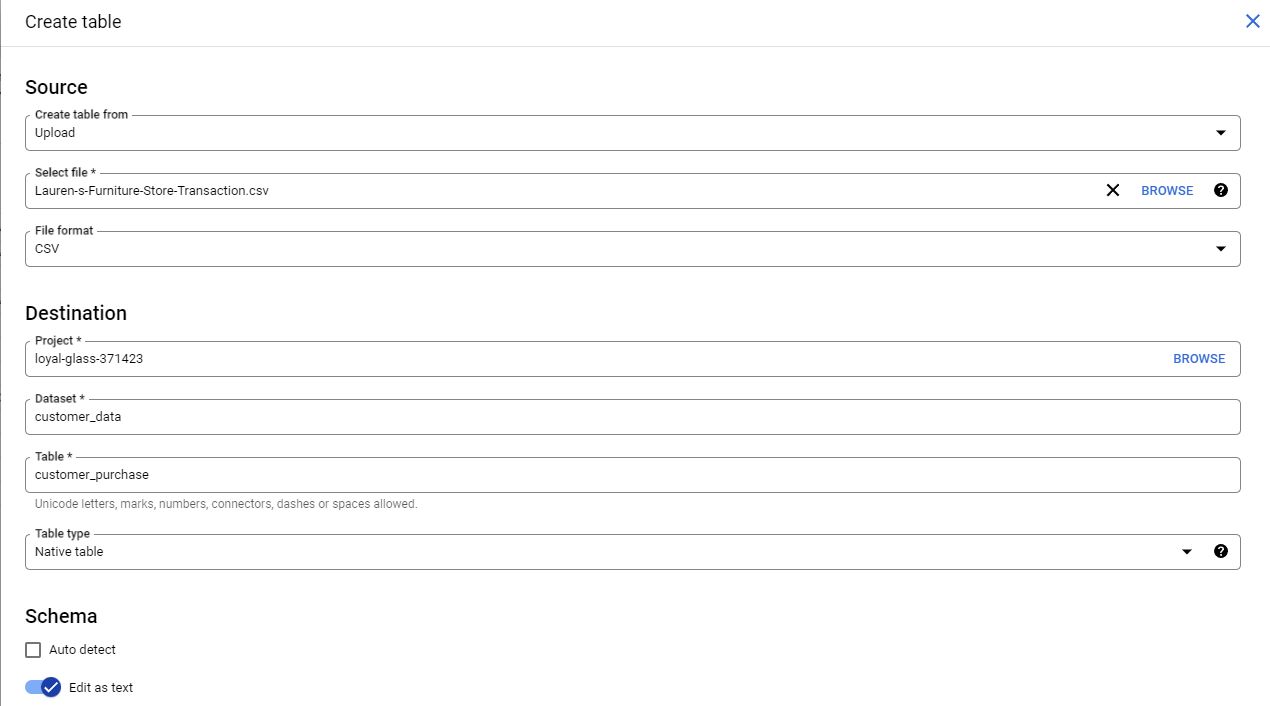 Create table
Source
Create table from
Upload
Select file *
Lauren-s-Furniture-Store-Transaction.csv
BROWSE
File format
CSV
Destination
Project *
loyal-glass-371423
BROWSE
Dataset *
customer_data
Table *
customer_purchase
Unicode letters, marks, numbers, connectors, dashes or spaces allowed.
Table type
Native table
Schema
Auto detect
Edit as text